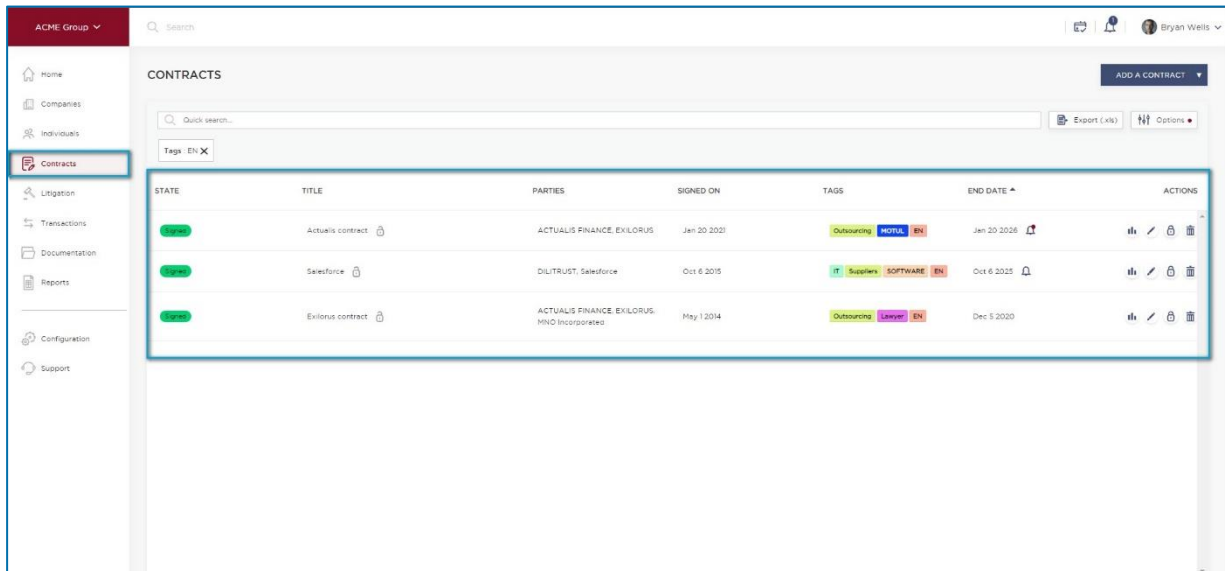 ACME Group
Search
1
Bryan Wells
Home
Companies
Individuals
Contracts
Litigation
Transactions
Documentation
Reports
Configuration
Support
CONTRACTS
ADD A CONTRACT
Quick search...
Export (.xls)
Options
Tags : EN
STATE TITLE PARTIES SIGNED ON TAGS END DATE ACTIONS
Signed Actualis contract ACTUALIS FINANCE, EXILORUS Jan 20 2021 Outsourcing MOTUL EN Jan 20 2026
Signed Salesforce DILITRUST, Salesforce Oct 6 2015 IT Suppliers SOFTWARE EN Oct 6 2025
Signed Exilorus contract ACTUALIS FINANCE, EXILORUS, May 1 2014 Outsourcing Lawyer EN Dec 5 2020
MNO Incorporated